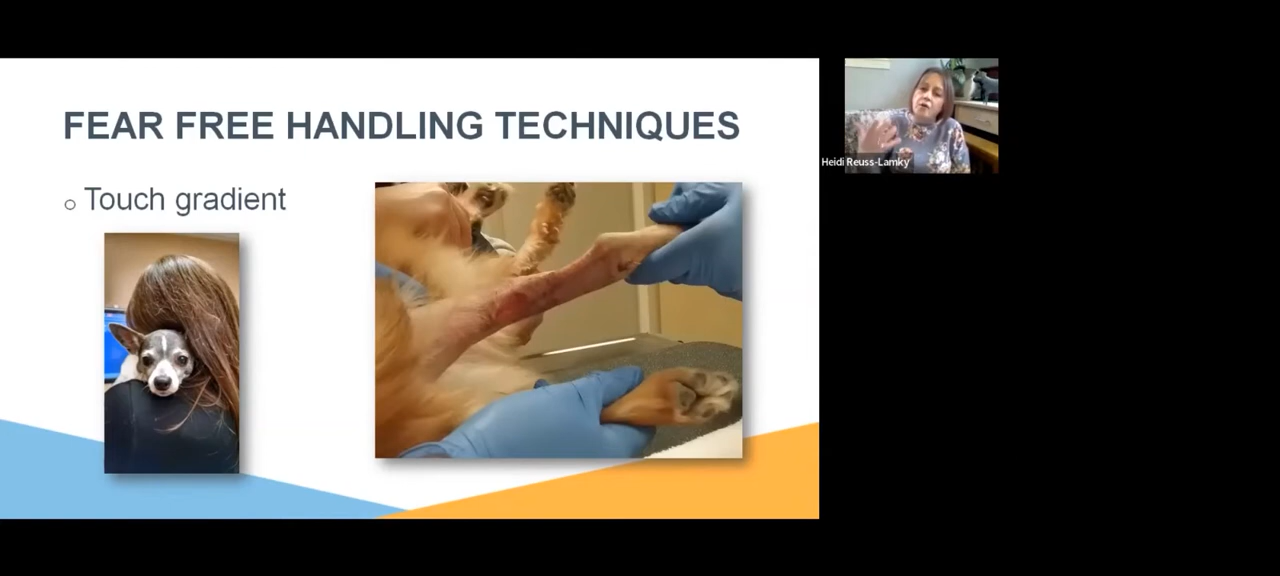 FEAR FREE HANDLING TECHNIQUES
○ Touch gradient
Heidi Reuss-Lamky